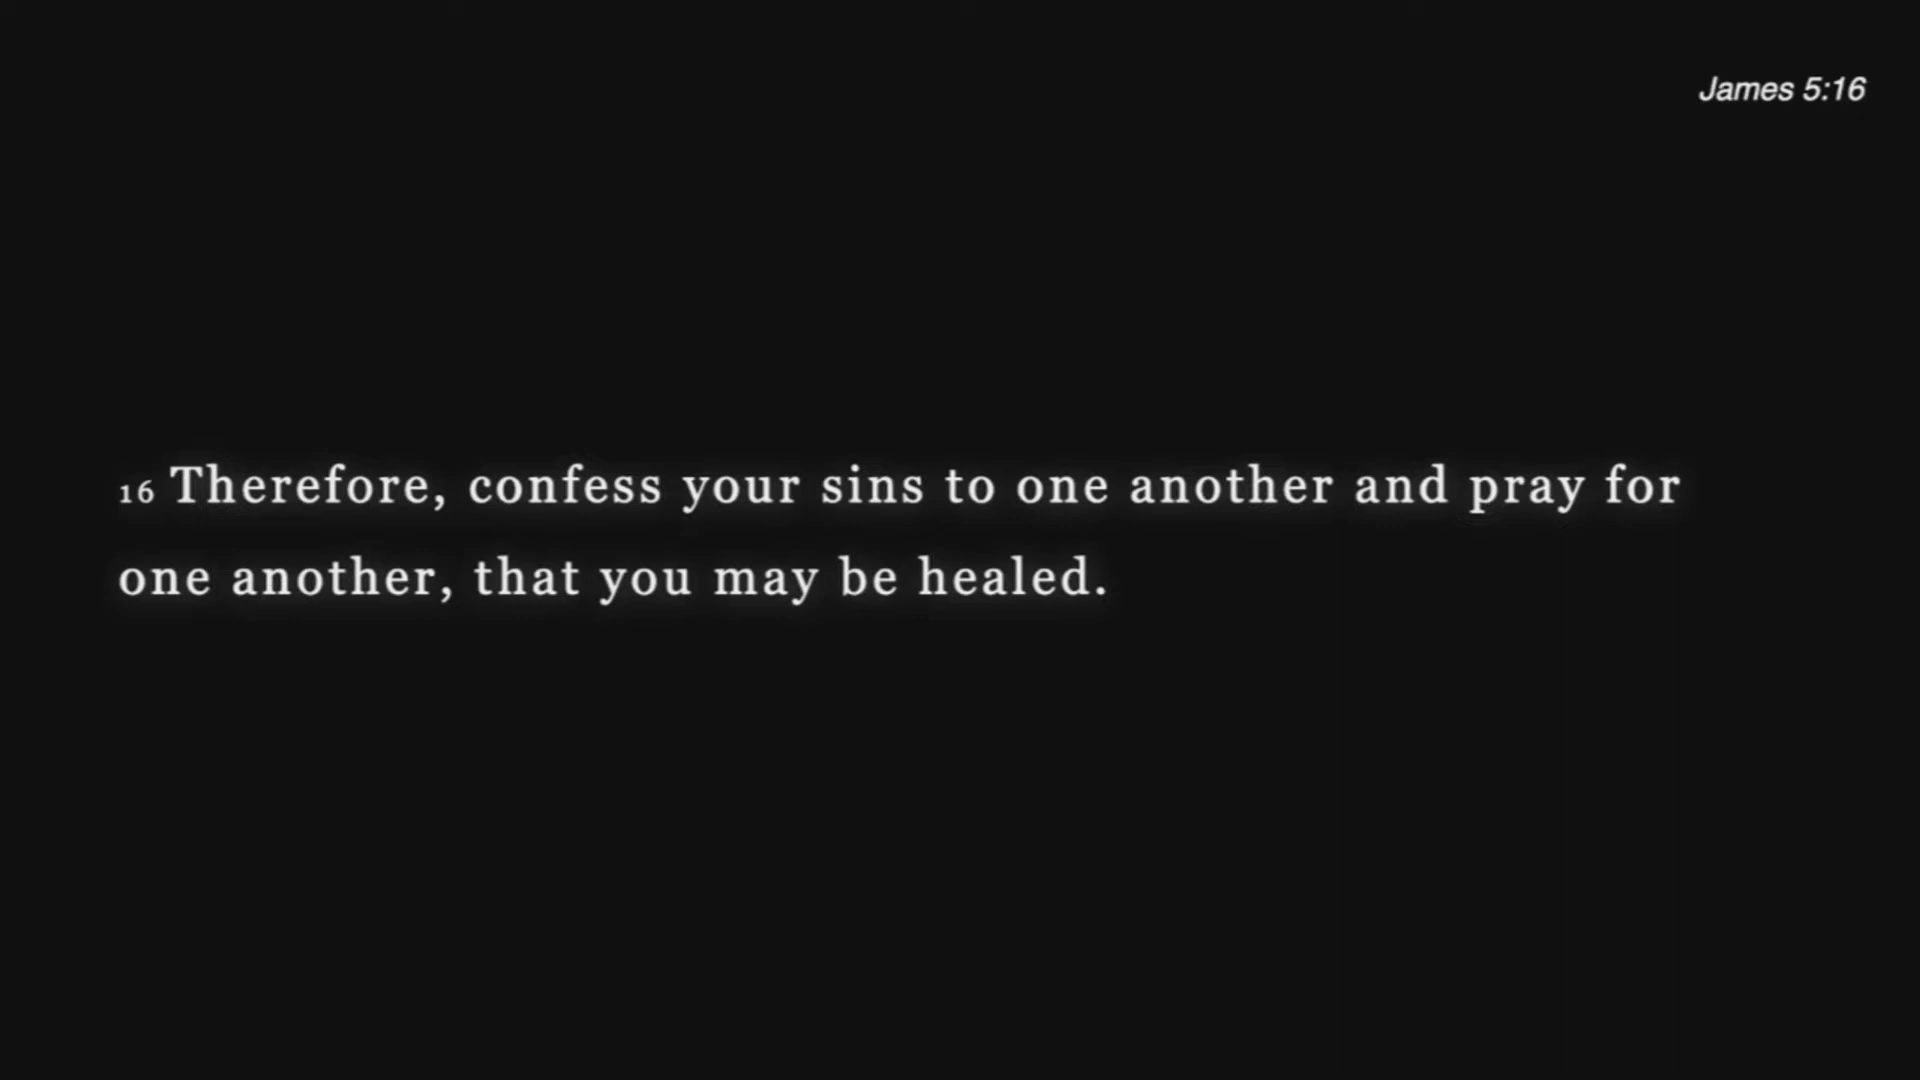 James 5:16
16 Therefore, confess your sins to one another and pray for
one another, that you may be healed.